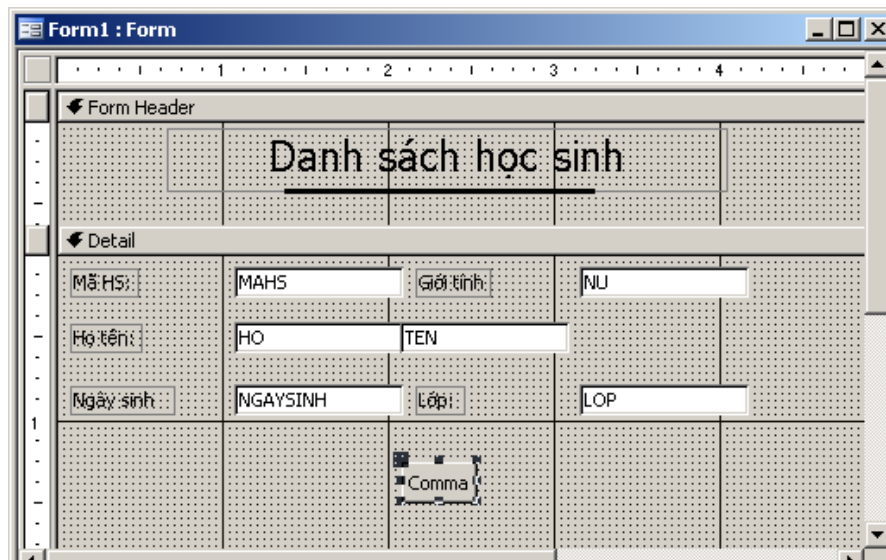 Form1 : Form
1 2 3 4
Form Header
Danh sách học sinh
Detail
Mã HS: MAHS Giới tính NU
Họ tên: HO TEN
Ngày sinh : NGAYSINH Lớp: LOP
1
Comma